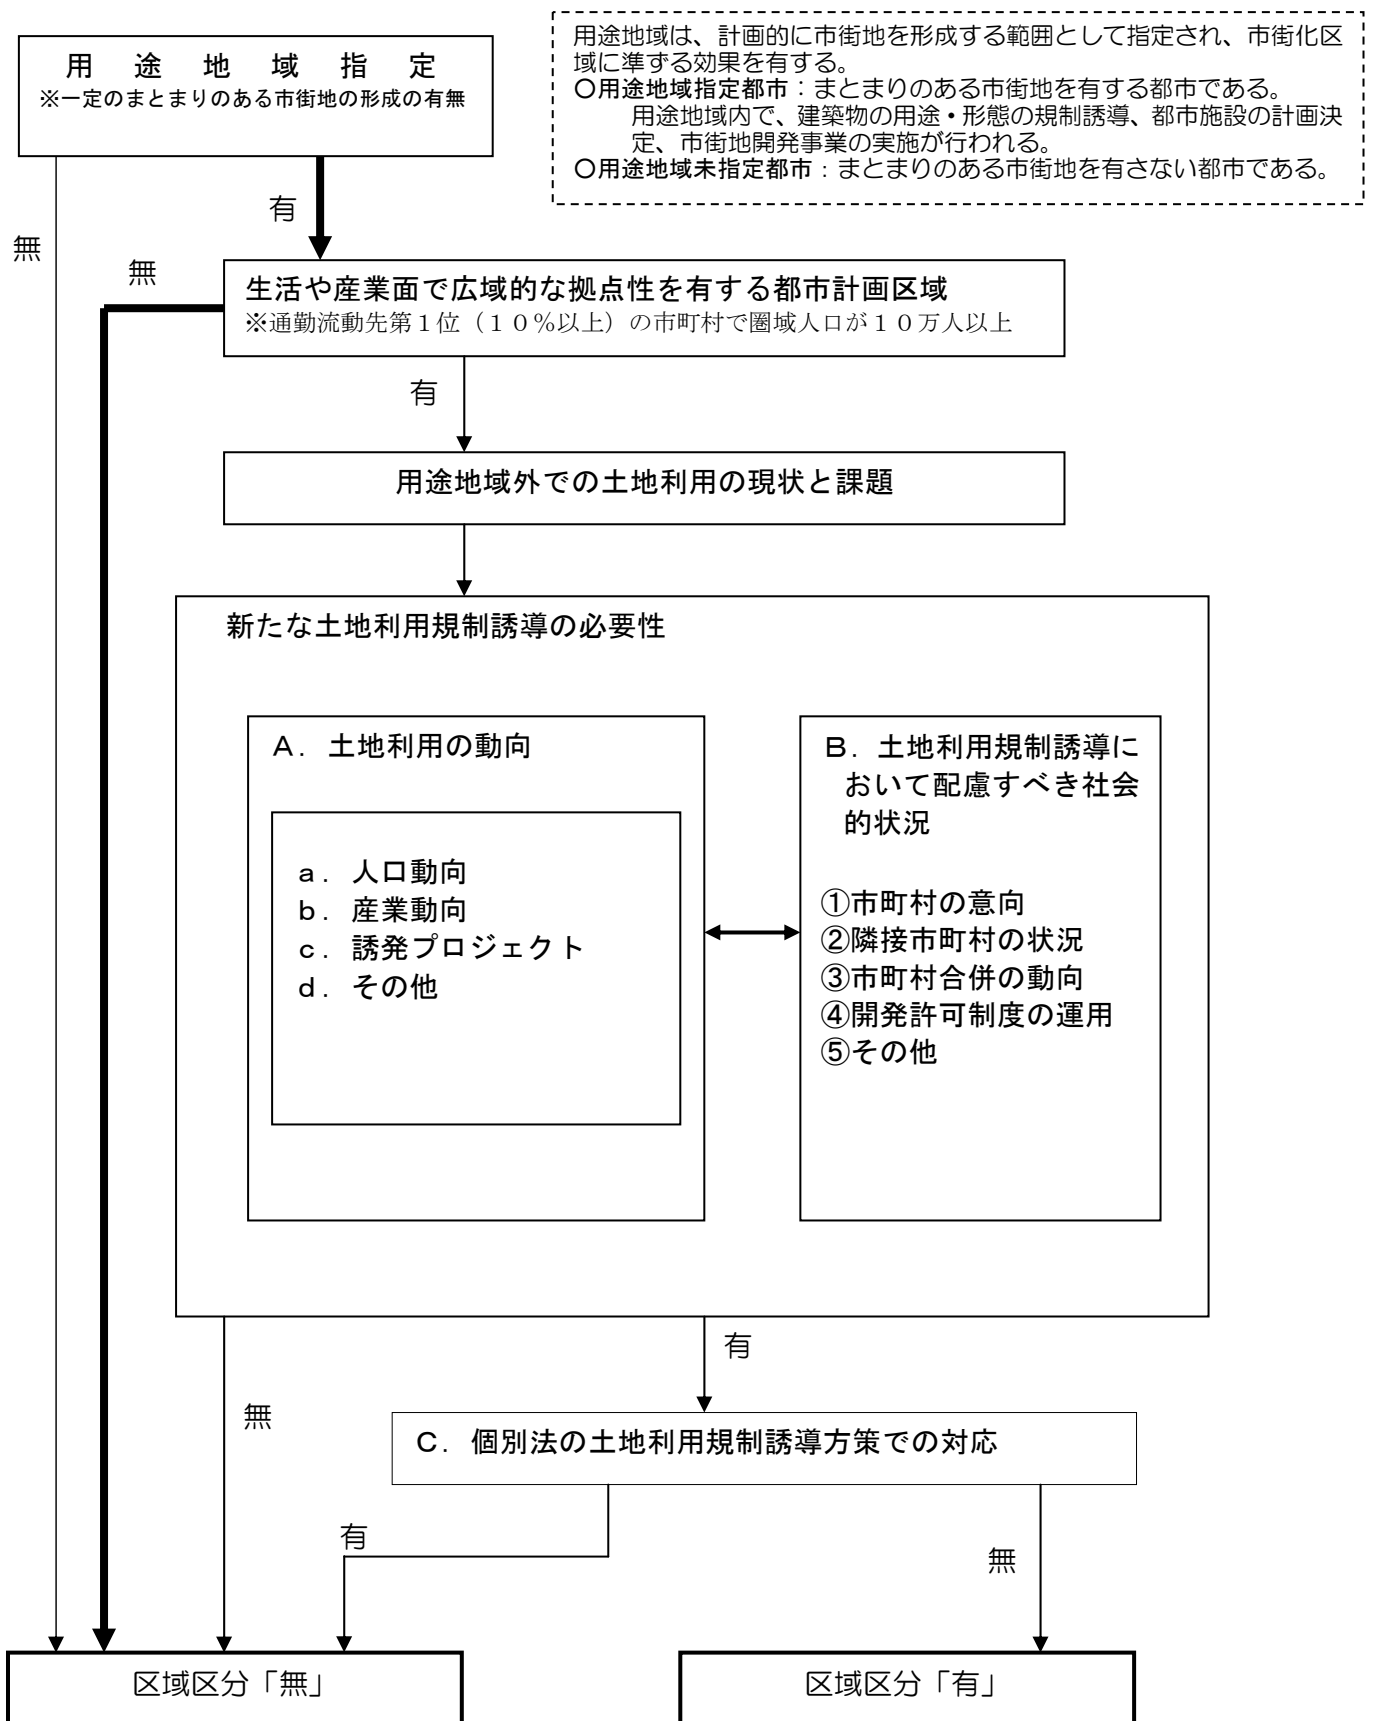 用途地域指定
※一定のまとまりのある市街地の形成の有無
用途地域は、計画的に市街地を形成する範囲として指定され、市街化区
域に準ずる効果を有する。
〇用途地域指定都市：まとまりのある市街地を有する都市である。
用途地域内で、建築物の用途・形態の規制誘導、都市施設の計画決
定、市街地開発事業の実施が行われる。
〇用途地域未指定都市：まとまりのある市街地を有さない都市である。
有
無
無
生活や産業面で広域的な拠点性を有する都市計画区域
※通勤流動先第１位（１０％以上）の市町村で圏域人口が１０万人以上
有
用途地域外での土地利用の現状と課題
新たな土地利用規制誘導の必要性
Ａ．土地利用の動向
ａ．人口動向
ｂ．産業動向
ｃ．誘発プロジェクト
ｄ．その他
Ｂ．土地利用規制誘導に
おいて配慮すべき社会
的状況
①市町村の意向
②隣接市町村の状況
③市町村合併の動向
④開発許可制度の運用
⑤その他
有
無
Ｃ．個別法の土地利用規制誘導方策での対応
有
無
区域区分「無」
区域区分「有」